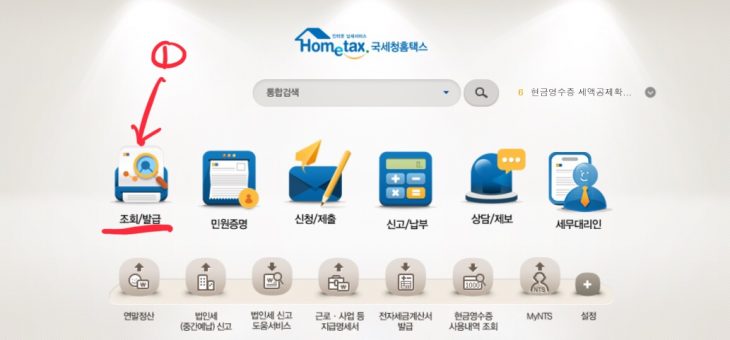 ①
인터넷 납세서비스
Hometax. 국세청홈택스
통합검색
6 현금영수증 세액공제확...
조회/발급
민원증명
신청/제출
신고/납부
상담/제보
세무대리인
연말정산
법인세
(중간예납) 신고
법인세 신고
도움서비스
근로·사업 등
지급명세서
전자세금계산서
발급
현금영수증
사용내역 조회
NTS
MyNTS
설정